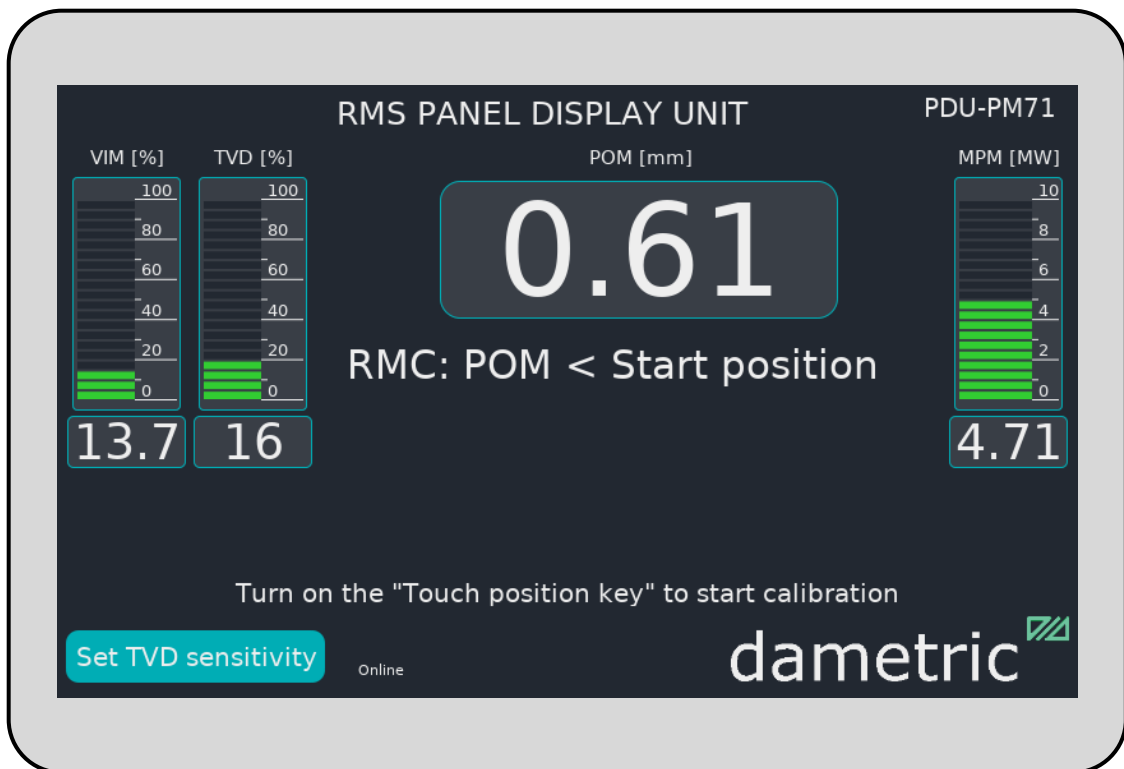 RMS PANEL DISPLAY UNIT
PDU-PM71
VIM [%]
TVD [%]
POM [mm]
MPM [MW]
100
80
60
40
20
0
100
80
60
40
20
0
0.61
10
8
6
4
2
0
RMC: POM < Start position
13.7
16
4.71
Turn on the "Touch position key" to start calibration
Set TVD sensitivity
Online
dametric